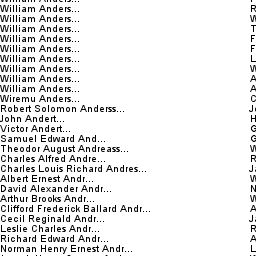 William Anders... R
William Anders... W
William Anders... T
William Anders... F
William Anders... F
William Anders... L
William Anders... W
William Anders... A
William Anders... A
Wiremu Anders... C
Robert Solomon Anderss... J
John Andert... H
Victor Andert... G
Samuel Edward And... G
Theodor August Andreass... W
Charles Alfred Andre... R
Charles Louis Richard Andres... Ja
Albert Ernest Andr... W
David Alexander Andr... N
Arthur Brooks Andr... W
Clifford Frederick Ballard Andr... A
Cecil Reginald Andr... Ja
Leslie Charles Andr... R
Richard Edward Andr... A
Norman Henry Ernest Andr... L